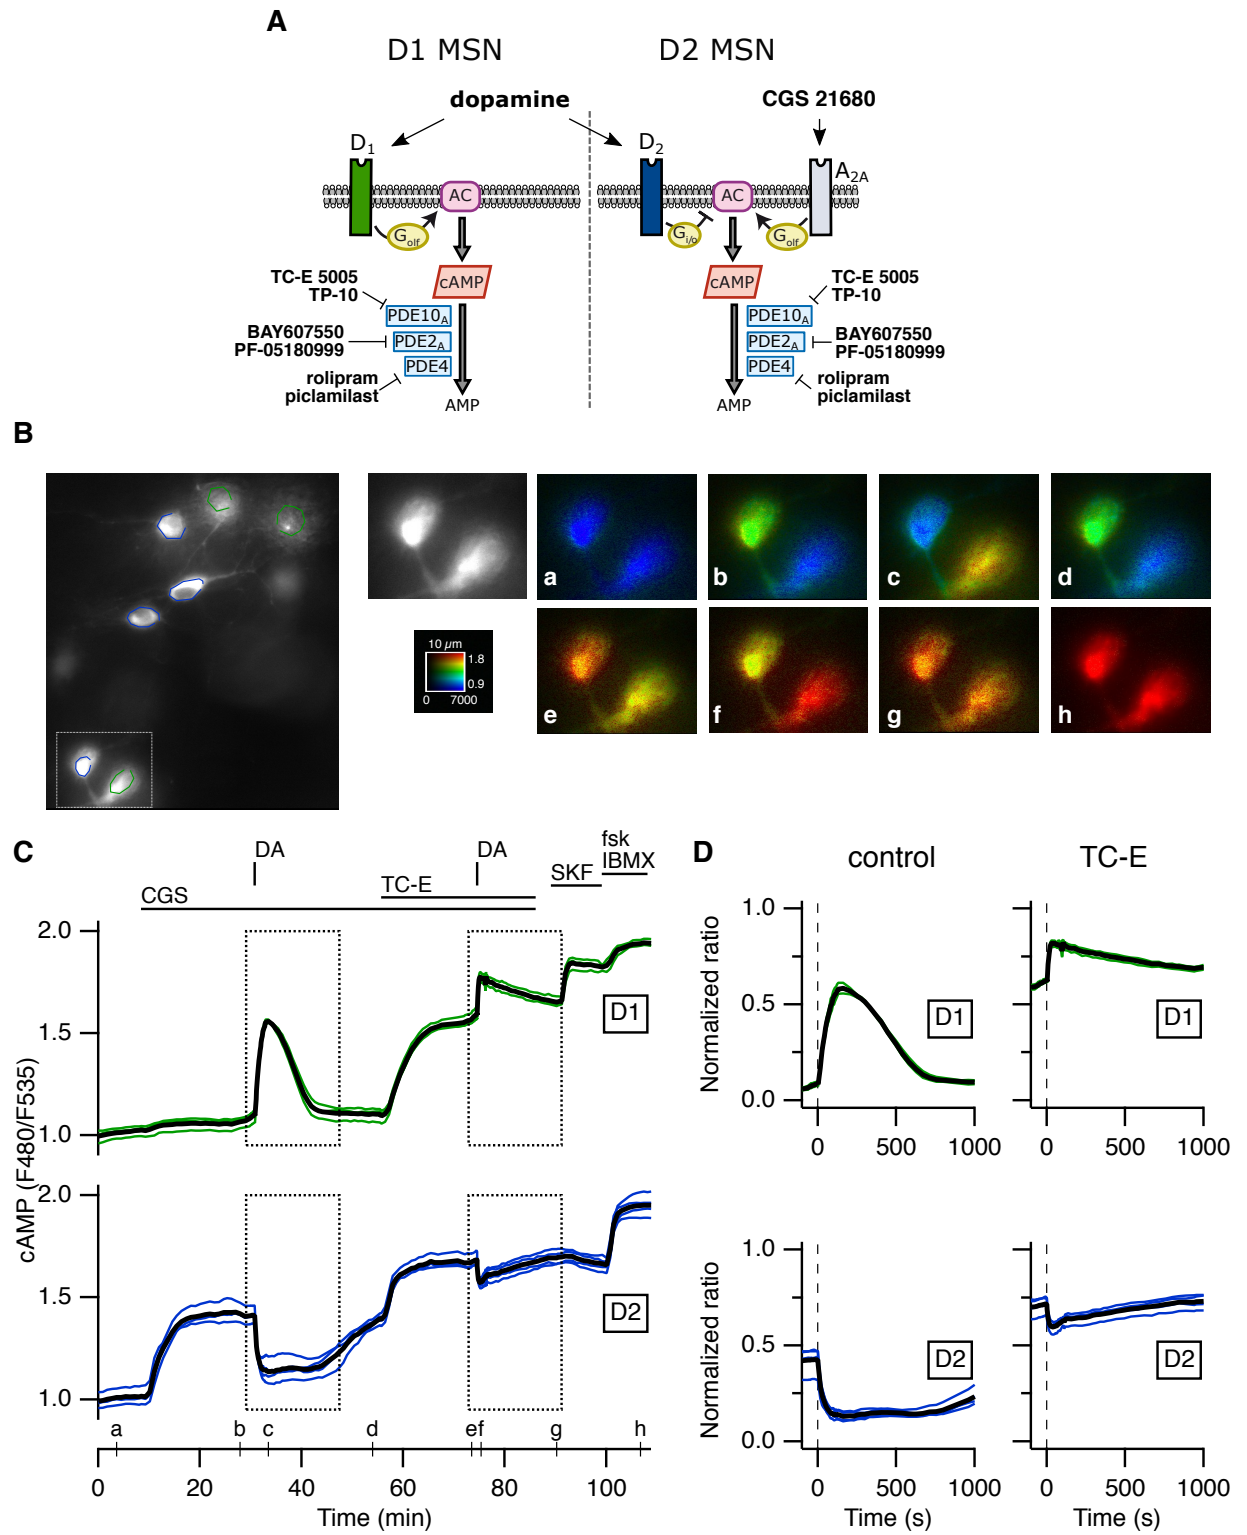 A
D1 MSN
D2 MSN
dopamine
CGS 21680
D1
D2
A2A
AC
AC
Golf
Gi/o
Golf
cAMP
cAMP
TC-E 5005
TP-10
TC-E 5005
TP-10
PDE10A
PDE10A
BAY607550
PF-05180999
PDE2A
PDE2A
BAY607550
PF-05180999
PDE4
PDE4
rolipram
piclamilast
rolipram
piclamilast
AMP
AMP
B
a
b
c
d
10 µm
1.8
0.9
0
7000
e
f
g
h
C
DA
DA
fsk
IBMX
SKF
TC-E
CGS
2.0
1.5
1.0
D1
cAMP (F480/F535)
2.0
1.5
1.0
D2
a
b
c
d
e
f
g
h
0
20
40
60
80
100
Time (min)
D
control
TC-E
1.0
0.5
0.0
Normalized ratio
D1
D1
0
500
1000
0
500
1000
1.0
0.5
0.0
Normalized ratio
D2
D2
0
500
1000
0
500
1000
Time (s)
Time (s)